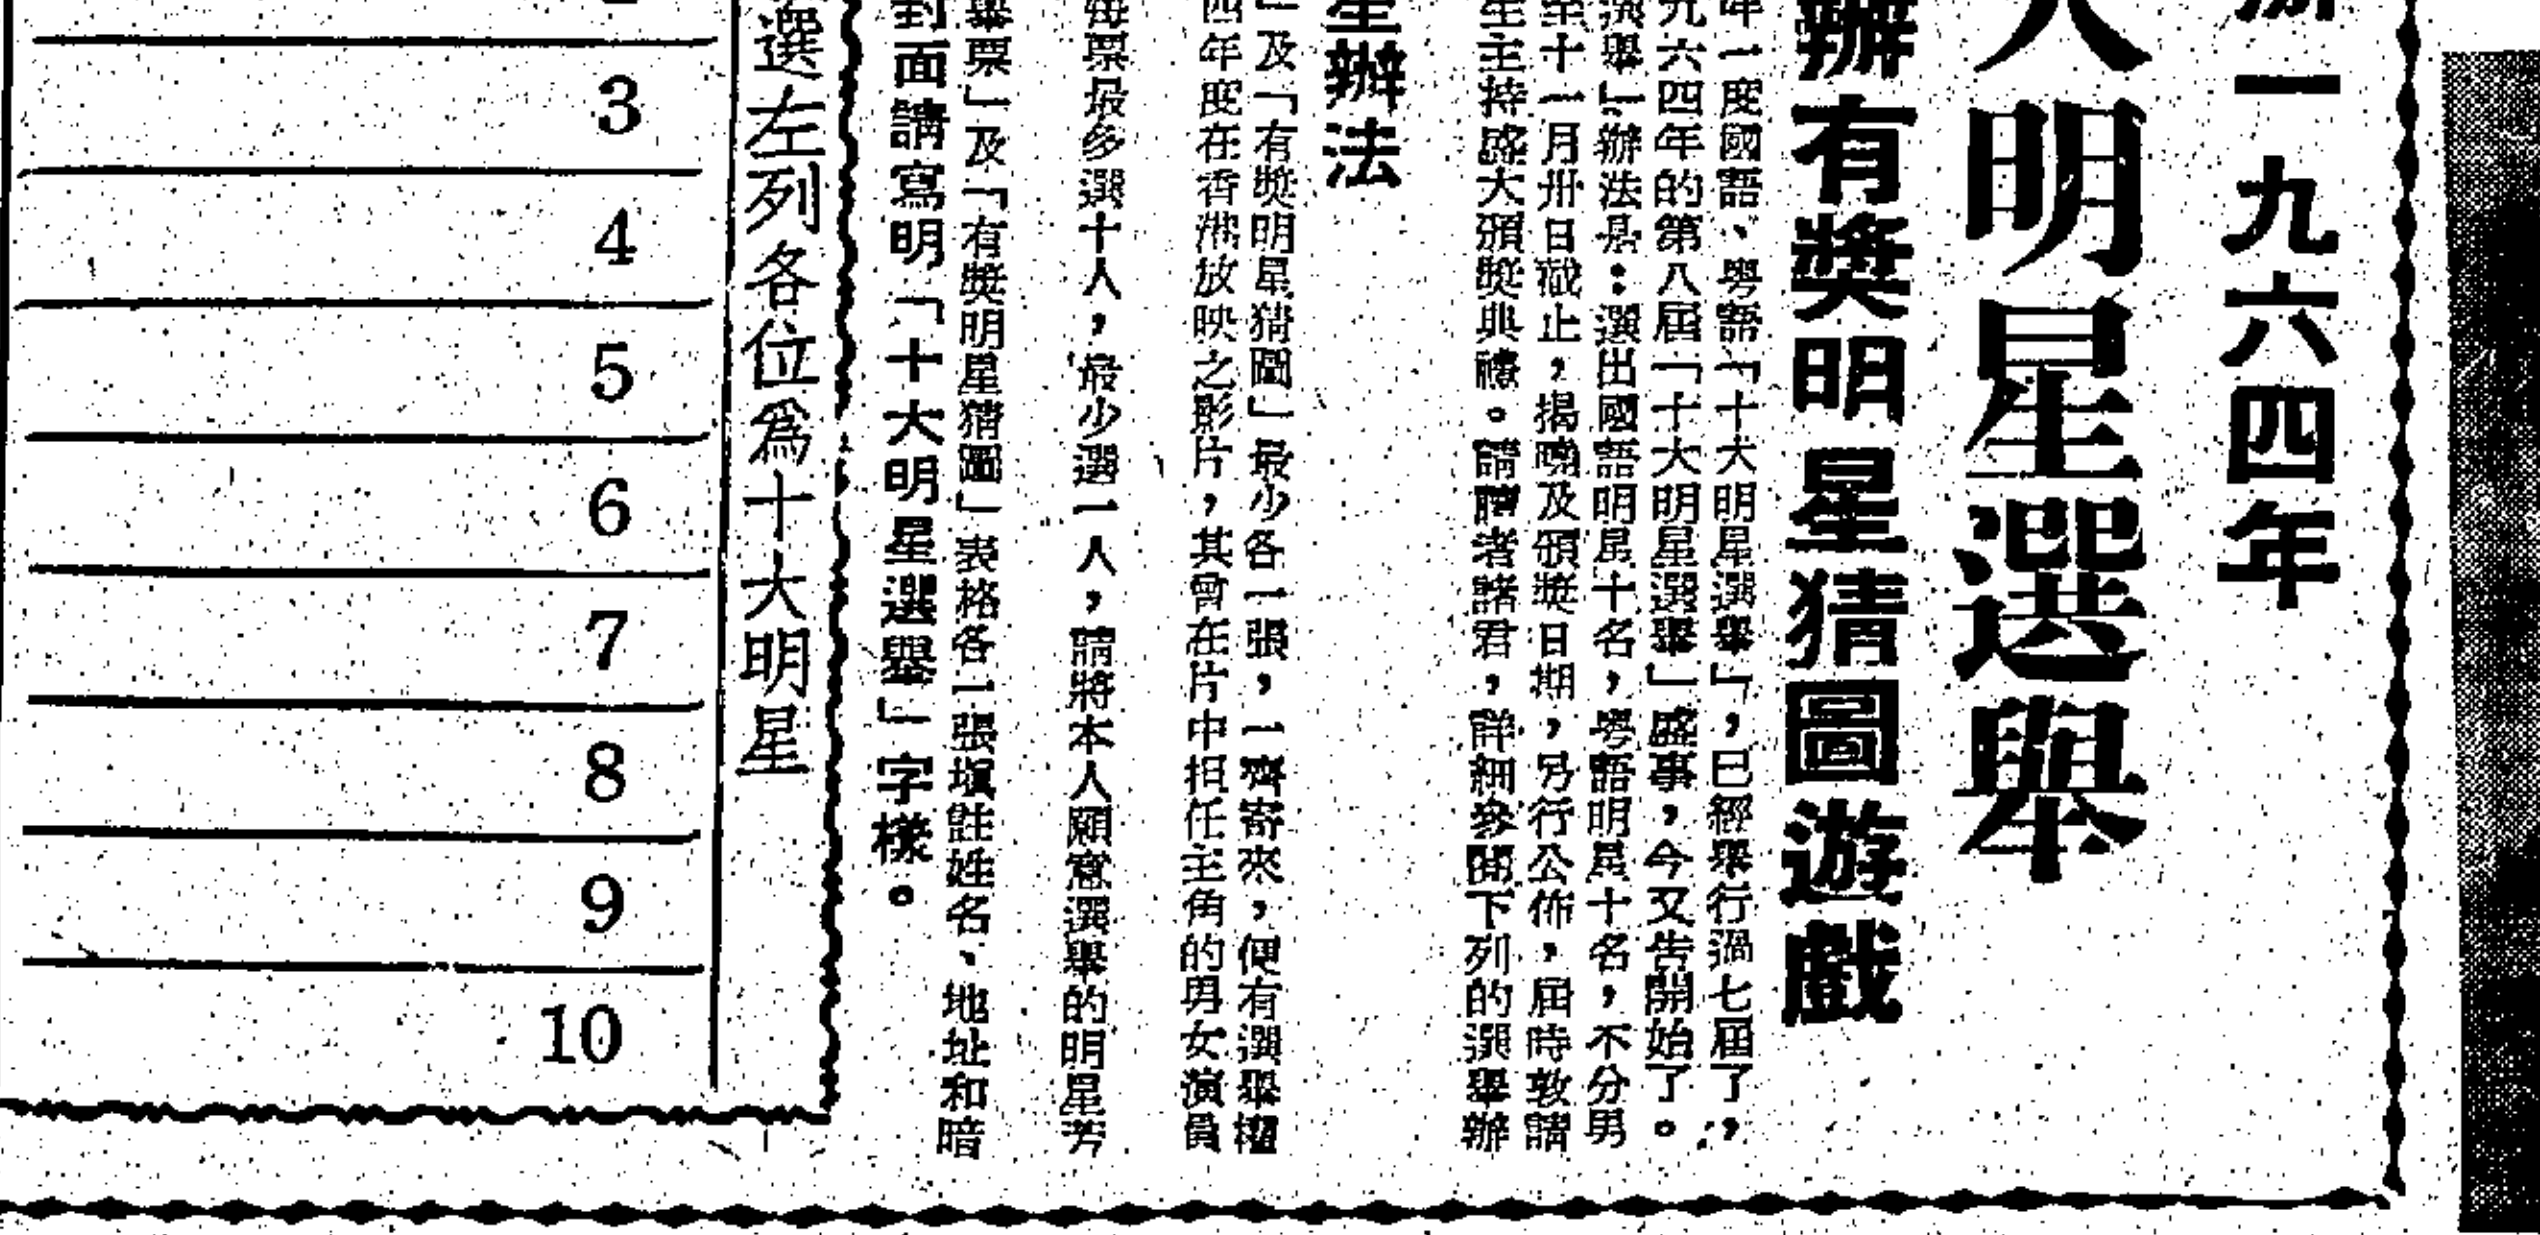 一九六四年
人明星選舉
辦有獎明星猜圖遊戲
年一度國語、粵語「十大明星選舉」，已經舉行過七屆了，
九六四年的第八屆「十大明星選舉」盛事，今又告開始了。
選舉」辦法是：選出國語明星十名，粵語明星十名，不分男
至十一月卅日截止，揭曉及頒獎日期，另行公佈，屆時敦請
生主持盛大頒獎典禮。請讀者諸君，詳細參閱下列的選舉辦
星辦法
」及「有獎明星猜圖」最少各一張，一齊寄來，便有選舉權
四年度在香港放映之影片，其曾在片中担任主角的男女演員
每票最多選十人，最少選一人，請將本人願意選舉的明星芳
舉票」及「有獎明星猜圖」表格各一張填註姓名、地址和暗
封面請寫明「十大明星選舉」字樣。
選左列各位爲十大明星
3
4
5
6
7
8
9
10